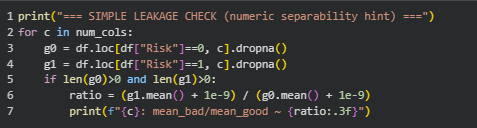 1 print("=== SIMPLE LEAKAGE CHECK (numeric separability hint) ===")
2 for c in num_cols:
3     g0 = df.loc[df["Risk"]==0, c].dropna()
4     g1 = df.loc[df["Risk"]==1, c].dropna()
5     if len(g0)>0 and len(g1)>0:
6         ratio = (g1.mean() + 1e-9) / (g0.mean() + 1e-9)
7         print(f"{c}: mean_bad/mean_good ~ {ratio:.3f}")